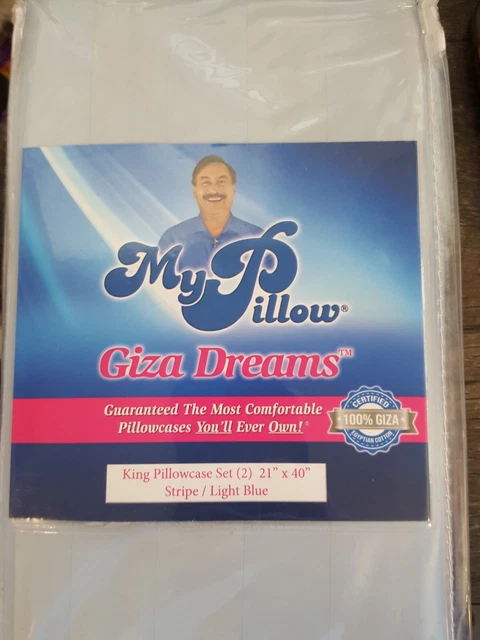 MyPillow®
Giza Dreams™
Guaranteed The Most Comfortable
Pillowcases You'll Ever Own!®
CERTIFIED
100% GIZA
EGYPTIAN COTTON
King Pillowcase Set (2) 21" x 40"
Stripe / Light Blue